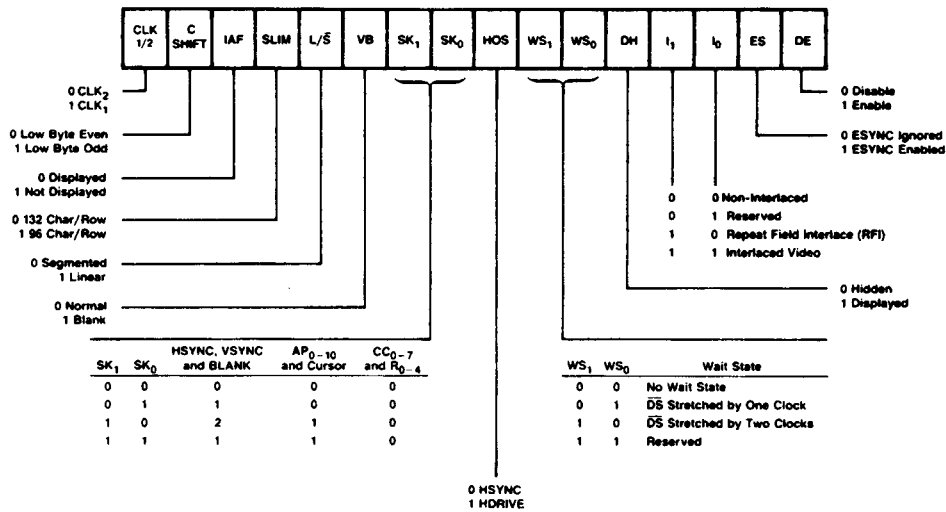 CLK 1/2 C SHIFT IAF SLIM L/S̅ VB SK₁ SK₀ HOS WS₁ WS₀ DH I₁ I₀ ES DE
0 CLK₂
1 CLK₁
0 Disable
1 Enable
0 Low Byte Even
1 Low Byte Odd
0 ESYNC Ignored
1 ESYNC Enabled
0 Displayed
1 Not Displayed
0 0 Non-Interlaced
0 1 Reserved
1 0 Repeat Field Interlace (RFI)
1 1 Interlaced Video
0 132 Char/Row
1 96 Char/Row
0 Segmented
1 Linear
0 Hidden
1 Displayed
0 Normal
1 Blank
SK₁ SK₀ HSYNC, VSYNC and BLANK AP₀₋₁₀ and Cursor CC₀₋₇ and R₀₋₄
0 0 0 0 0
0 1 1 0 0
1 0 2 1 0
1 1 1 1 0
WS₁ WS₀ Wait State
0 0 No Wait State
0 1 D̅S̅ Stretched by One Clock
1 0 D̅S̅ Stretched by Two Clocks
1 1 Reserved
0 HSYNC
1 HDRIVE